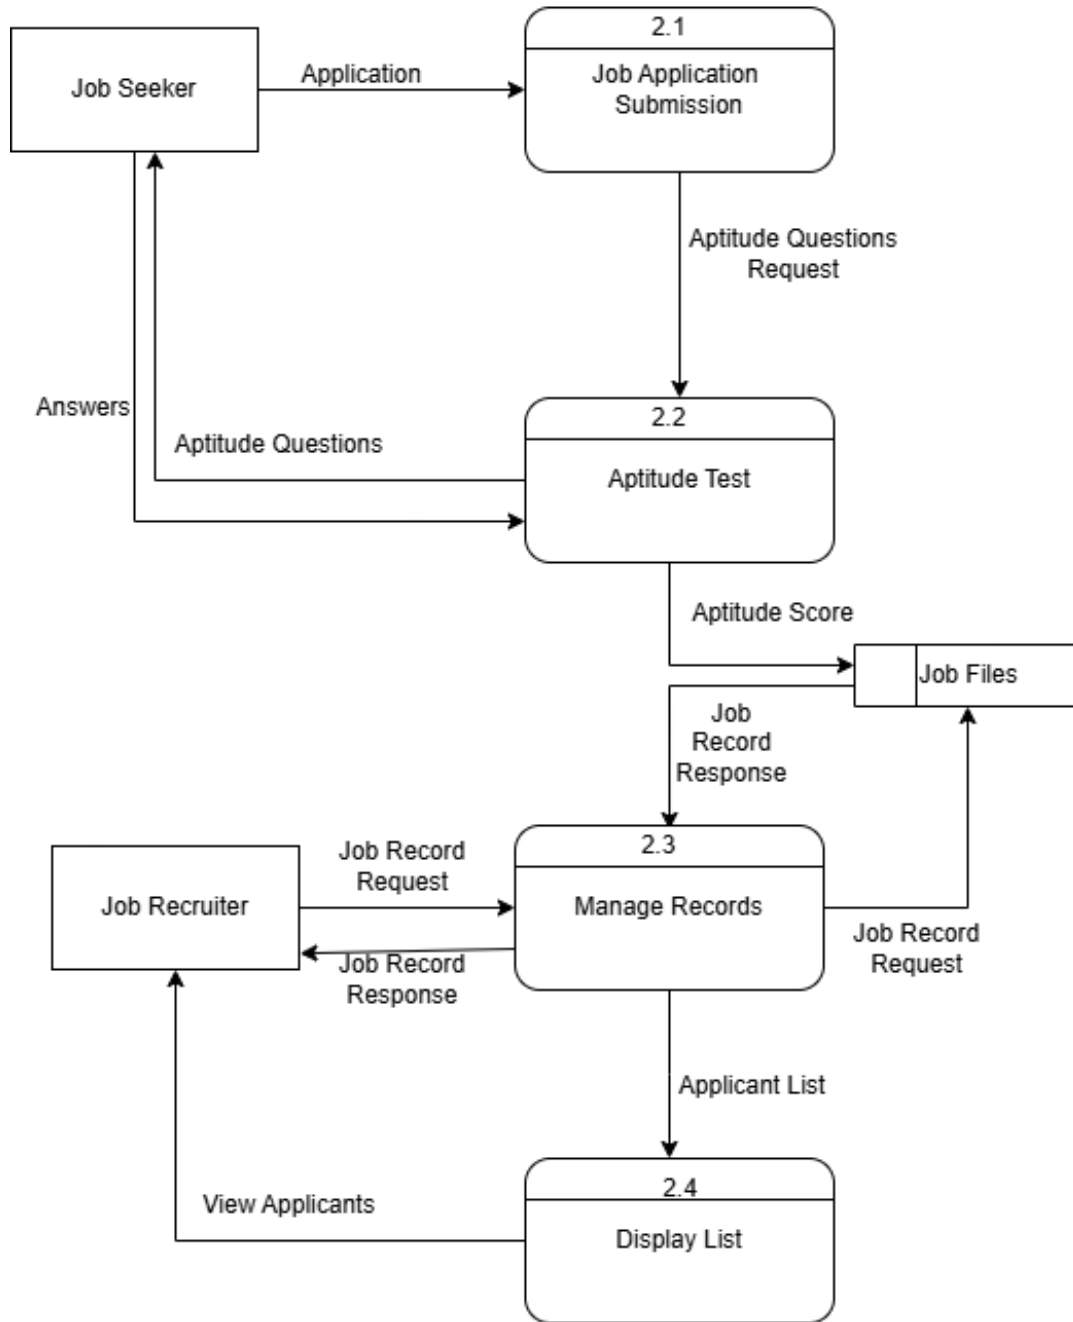 2.1
Job Seeker
Application
Job Application
Submission
Aptitude Questions
Request
Answers
2.2
Aptitude Questions
Aptitude Test
Aptitude Score
Job Files
Job
Record
Response
2.3
Job Record
Request
Job Recruiter
Manage Records
Job Record
Request
Job Record
Response
Applicant List
2.4
View Applicants
Display List